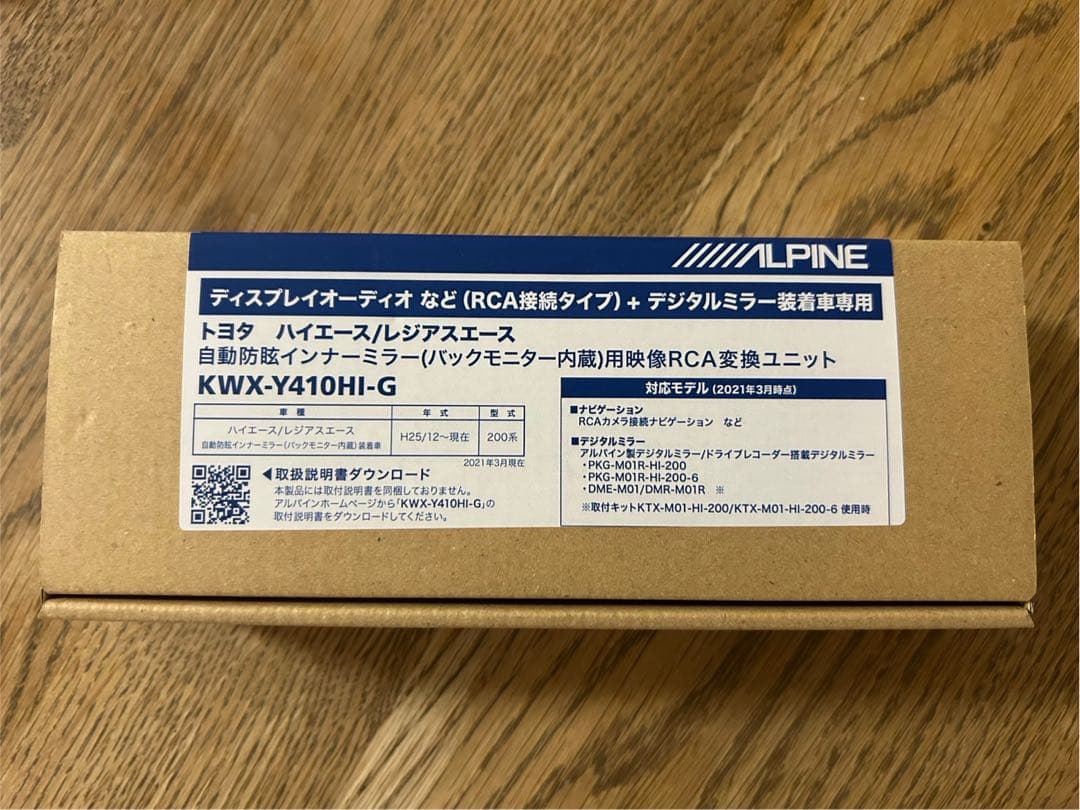 ALPINE
ディスプレイオーディオ など（RCA接続タイプ）+ デジタルミラー装着車専用
トヨタ ハイエース/レジアスエース
自動防眩インナーミラー(バックモニター内蔵)用映像RCA変換ユニット
KWX-Y410HI-G
車 種 年 式 型 式
ハイエース/レジアスエース
自動防眩インナーミラー(バックモニター内蔵)装着車
H25/12～現在 200系
2021年3月現在
◀取扱説明書ダウンロード
本製品には取付説明書を同梱しておりません。
アルパインホームページから「KWX-Y410HI-G」の
取付説明書をダウンロードしてください。
対応モデル（2021年3月時点）
■ナビゲーション
RCAカメラ接続ナビゲーション など
■デジタルミラー
アルパイン製デジタルミラー/ドライブレコーダー搭載デジタルミラー
・PKG-M01R-HI-200
・PKG-M01R-HI-200-6
・DME-M01/DMR-M01R ※
※取付キットKTX-M01-HI-200/KTX-M01-HI-200-6 使用時